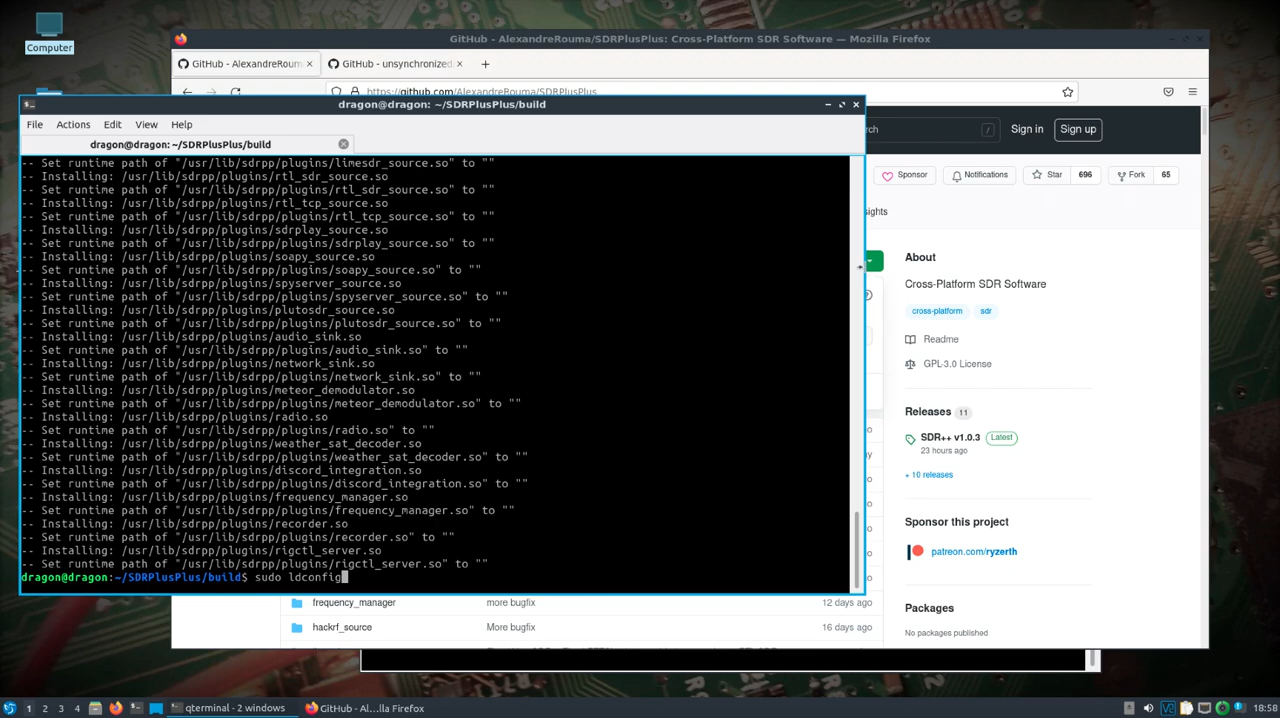 Computer
GitHub - AlexandreRouma/SDRPlusPlus: Cross-Platform SDR Software — Mozilla Firefox
GitHub - AlexandreRoum
GitHub - unsynchronized
https://github.com/AlexandreRouma/SDRPlusPlus
dragon@dragon: ~/SDRPlusPlus/build
File Actions Edit View Help
dragon@dragon: ~/SDRPlusPlus/build
-- Set runtime path of "/usr/lib/sdrpp/plugins/limesdr_source.so" to ""
-- Installing: /usr/lib/sdrpp/plugins/rtl_sdr_source.so
-- Set runtime path of "/usr/lib/sdrpp/plugins/rtl_sdr_source.so" to ""
-- Installing: /usr/lib/sdrpp/plugins/rtl_tcp_source.so
-- Set runtime path of "/usr/lib/sdrpp/plugins/rtl_tcp_source.so" to ""
-- Installing: /usr/lib/sdrpp/plugins/sdrplay_source.so
-- Set runtime path of "/usr/lib/sdrpp/plugins/sdrplay_source.so" to ""
-- Installing: /usr/lib/sdrpp/plugins/soapy_source.so
-- Set runtime path of "/usr/lib/sdrpp/plugins/soapy_source.so" to ""
-- Installing: /usr/lib/sdrpp/plugins/spyserver_source.so
-- Set runtime path of "/usr/lib/sdrpp/plugins/spyserver_source.so" to ""
-- Installing: /usr/lib/sdrpp/plugins/plutosdr_source.so
-- Set runtime path of "/usr/lib/sdrpp/plugins/plutosdr_source.so" to ""
-- Installing: /usr/lib/sdrpp/plugins/audio_sink.so
-- Set runtime path of "/usr/lib/sdrpp/plugins/audio_sink.so" to ""
-- Installing: /usr/lib/sdrpp/plugins/network_sink.so
-- Set runtime path of "/usr/lib/sdrpp/plugins/network_sink.so" to ""
-- Installing: /usr/lib/sdrpp/plugins/meteor_demodulator.so
-- Set runtime path of "/usr/lib/sdrpp/plugins/meteor_demodulator.so" to ""
-- Installing: /usr/lib/sdrpp/plugins/radio.so
-- Set runtime path of "/usr/lib/sdrpp/plugins/radio.so" to ""
-- Installing: /usr/lib/sdrpp/plugins/weather_sat_decoder.so
-- Set runtime path of "/usr/lib/sdrpp/plugins/weather_sat_decoder.so" to ""
-- Installing: /usr/lib/sdrpp/plugins/discord_integration.so
-- Set runtime path of "/usr/lib/sdrpp/plugins/discord_integration.so" to ""
-- Installing: /usr/lib/sdrpp/plugins/frequency_manager.so
-- Set runtime path of "/usr/lib/sdrpp/plugins/frequency_manager.so" to ""
-- Installing: /usr/lib/sdrpp/plugins/recorder.so
-- Set runtime path of "/usr/lib/sdrpp/plugins/recorder.so" to ""
-- Installing: /usr/lib/sdrpp/plugins/rigctl_server.so
-- Set runtime path of "/usr/lib/sdrpp/plugins/rigctl_server.so" to ""
dragon@dragon:~/SDRPlusPlus/build$ sudo ldconfig
rch / Sign in Sign up
Sponsor Notifications Star 696 Fork 65
sights
About
Cross-Platform SDR Software
cross-platform sdr
Readme
GPL-3.0 License
Releases 11
SDR++ v1.0.3 Latest
23 hours ago
+ 10 releases
Sponsor this project
patreon.com/ryzerth
Packages
No packages published
frequency_manager more bugfix 12 days ago
hackrf_source More bugfix 16 days ago
1 2 3 4 qterminal - 2 windows GitHub - Al...lla Firefox 18:58